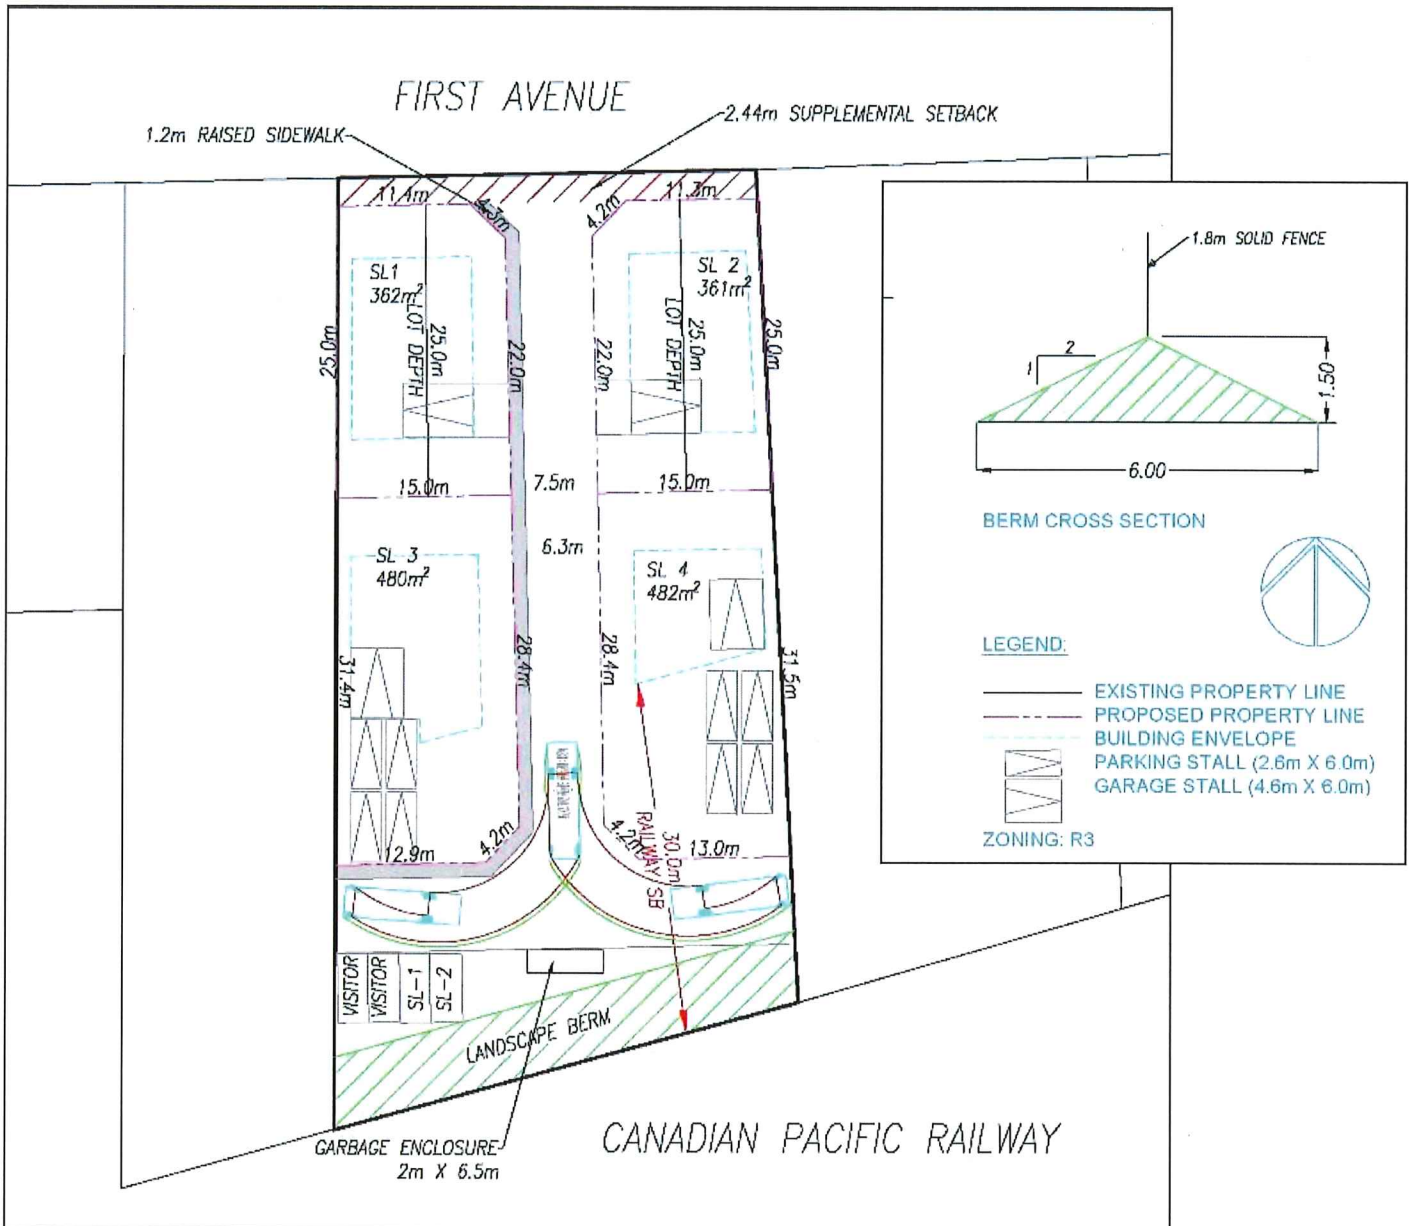 FIRST AVENUE
1.2m RAISED SIDEWALK
2.44m SUPPLEMENTAL SETBACK
11.4m
11.3m
4.3m
4.2m
SL1
362m²
SL 2
361m²
25.0m
LOT DEPTH
25.0m
22.0m
22.0m
LOT DEPTH
25.0m
25.0m
15.0m
7.5m
15.0m
6.3m
SL 3
480m²
SL 4
482m²
31.4m
28.4m
28.4m
31.5m
4.2m
4.2m
12.9m
13.0m
30.0m
RAILWAY SB
VISITOR
VISITOR
SL-1
SL-2
LANDSCAPE BERM
GARBAGE ENCLOSURE
2m X 6.5m
CANADIAN PACIFIC RAILWAY
1.8m SOLID FENCE
2
1
1.50
6.00
BERM CROSS SECTION
LEGEND:
EXISTING PROPERTY LINE
PROPOSED PROPERTY LINE
BUILDING ENVELOPE
PARKING STALL (2.6m X 6.0m)
GARAGE STALL (4.6m X 6.0m)
ZONING: R3